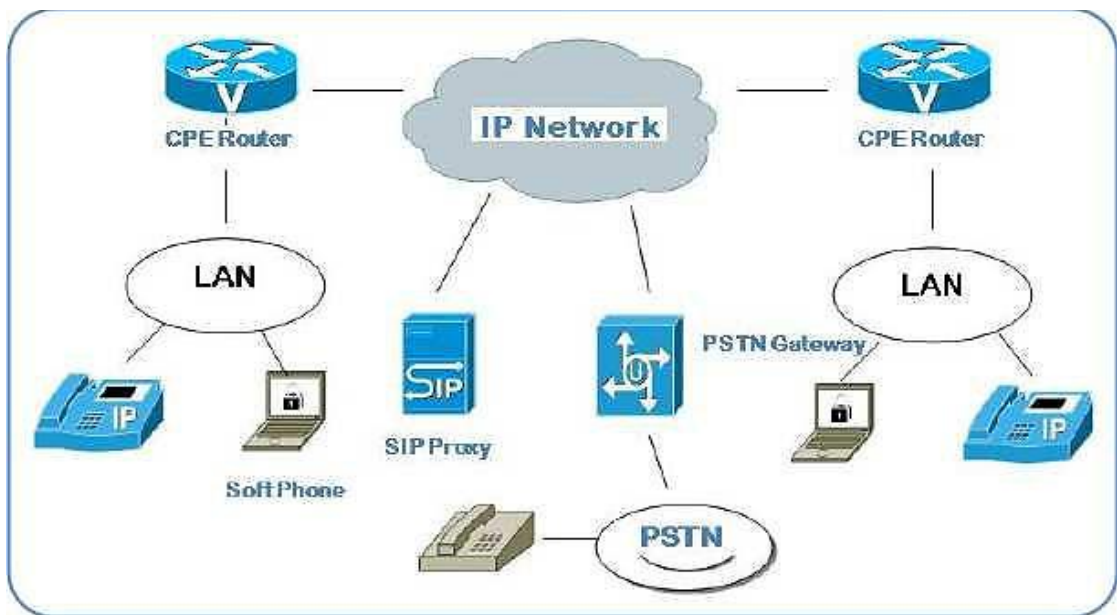 V
CPE Router
IP Network
V
CPE Router
LAN
LAN
IP
Soft Phone
SIP
SIP Proxy
U
PSTN Gateway
IP
PSTN